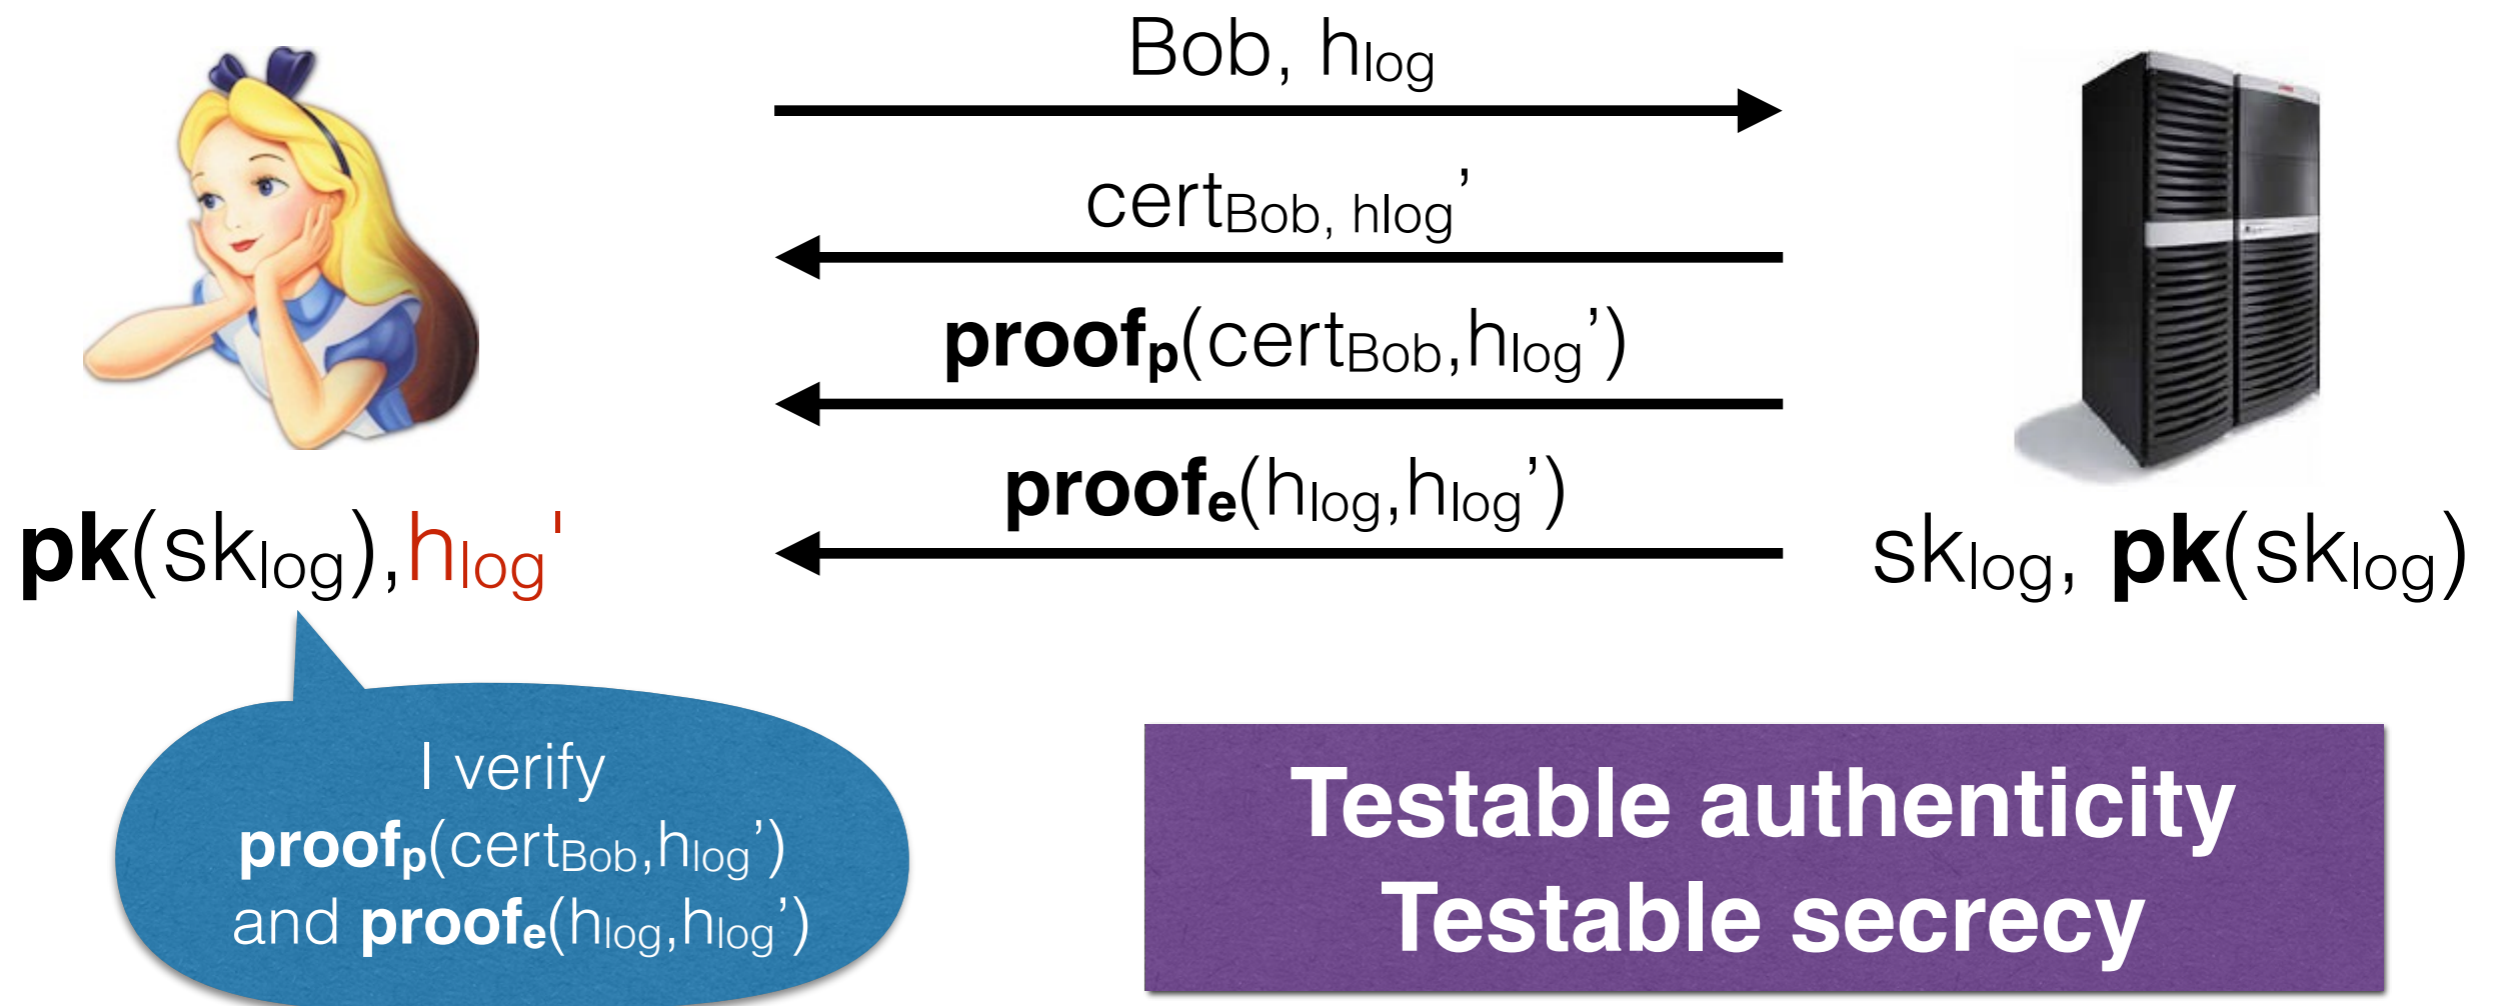 Bob, hlog
certBob, hlog’
proofp(certBob,hlog’)
proofe(hlog,hlog’)
pk(sklog),hlog'
sklog, pk(sklog)
I verify
proofp(certBob,hlog’)
and proofe(hlog,hlog’)
Testable authenticity
Testable secrecy